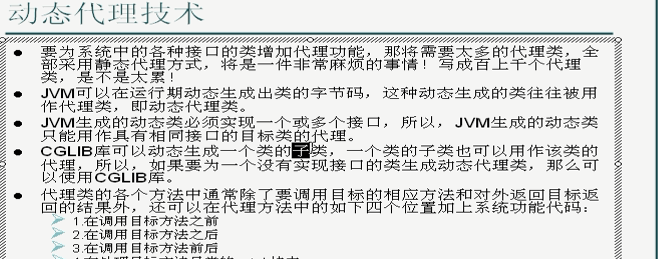 动态代理技术
要为系统中的各种接口的类增加代理功能，那将需要太多的代理类，全
部采用静态代理方式，将是一件非常麻烦的事情！写成百上千个代理
类，是不是太累！
JVM可以在运行期动态生成出类的字节码，这种动态生成的类往往被用
作代理类，即动态代理类。
JVM生成的动态类必须实现一个或多个接口，所以，JVM生成的动态类
只能用作具有相同接口的目标类的代理。
CGLIB库可以动态生成一个类的子类，一个类的子类也可以用作该类的
代理，所以，如果要为一个没有实现接口的类生成动态代理类，那么可
以使用CGLIB库。
代理类的各个方法中通常除了要调用目标的相应方法和对外返回目标返
回的结果外，还可以在代理方法中的如下四个位置加上系统功能代码：
1.在调用目标方法之前
2.在调用目标方法之后
3.在调用目标方法前后